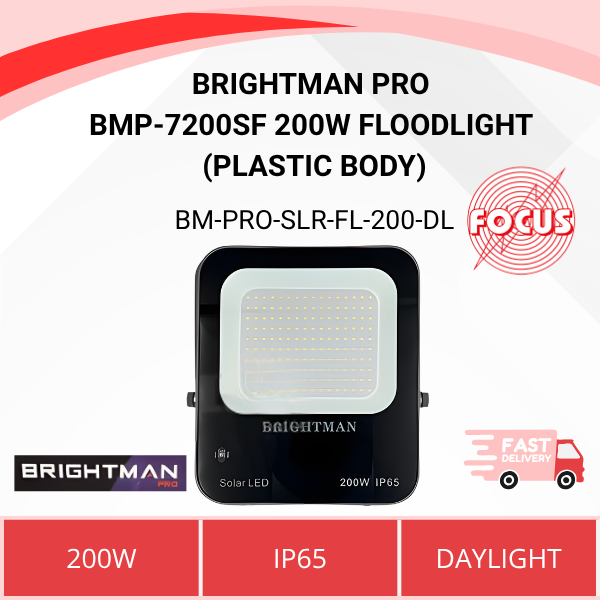 BRIGHTMAN PRO
BMP-7200SF 200W FLOODLIGHT
(PLASTIC BODY)
BM-PRO-SLR-FL-200-DL
FOCUS
BRIGHTMAN
Solar LED 200W IP65
BRIGHTMAN
PRO
FAST
DELIVERY
200W IP65 DAYLIGHT